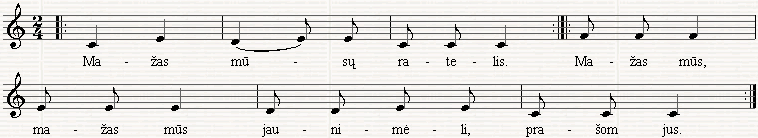 Ma - žas mū - sų ra - te - lis. Ma - žas mūs,
ma - žas mūs jau - ni - mė - li, pra - šom jus.